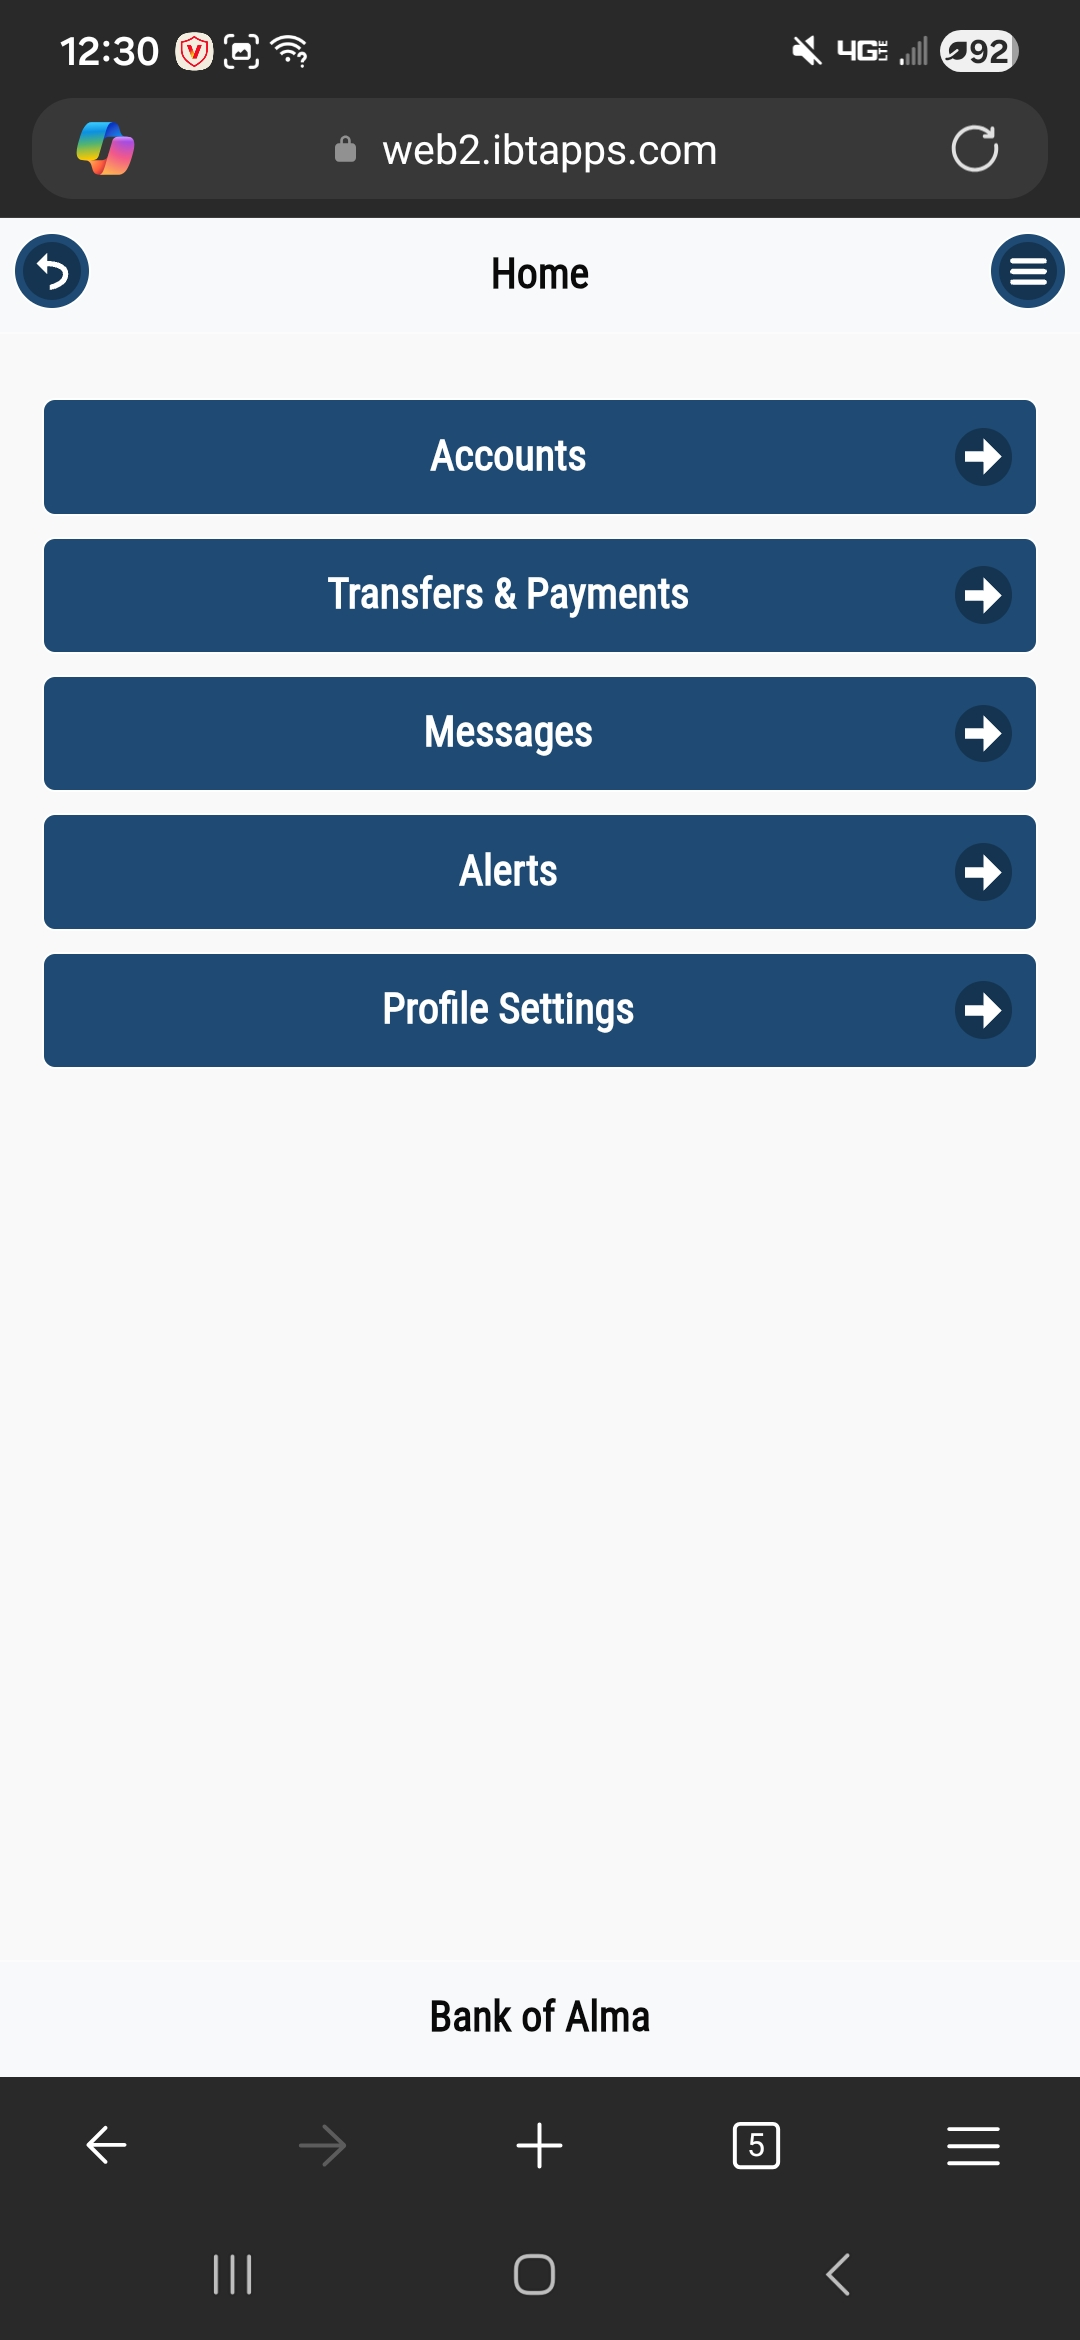 12:30 4G LTE 92
web2.ibtapps.com
Home
Accounts
Transfers & Payments
Messages
Alerts
Profile Settings
Bank of Alma
5